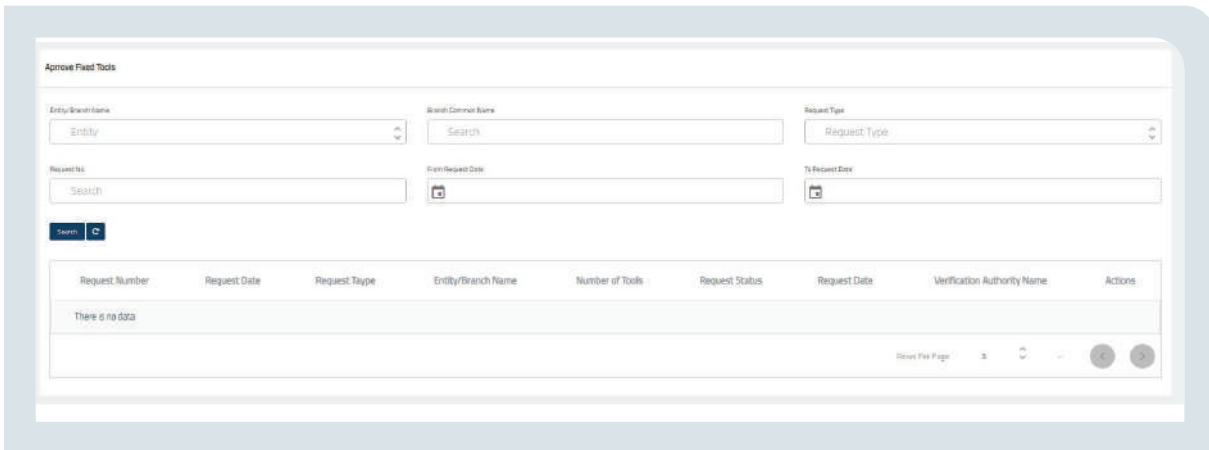 Aprrove Fixed Tools
Entity/Branch Name
Branch Common Name
Request Type
Entity
Search
Request Type
Request No.
From Request Date
To Request Date
Search
Search
Request Number
Request Date
Request Taype
Entity/Branch Name
Number of Tools
Request Status
Request Date
Verification Authority Name
Actions
There is no data
Rows Per Page